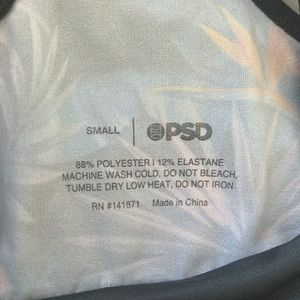 SMALL | PSD
88% POLYESTER | 12% ELASTANE
MACHINE WASH COLD, DO NOT BLEACH,
TUMBLE DRY LOW HEAT, DO NOT IRON
RN #141871 Made in China